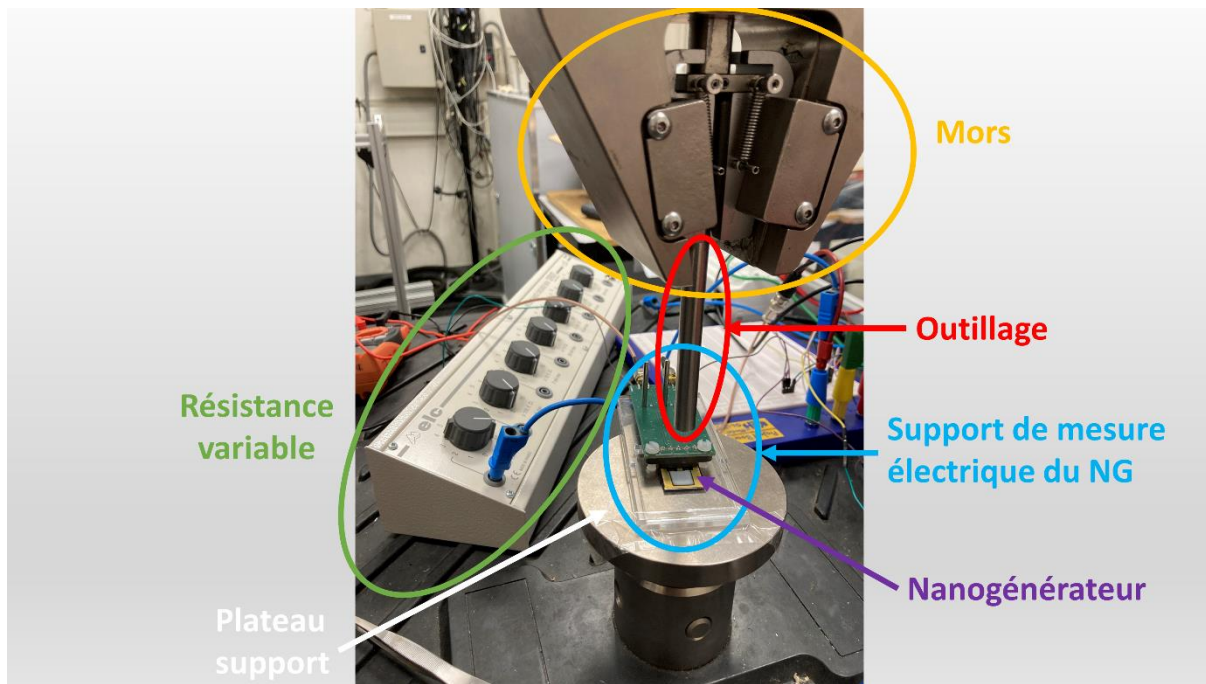 Mors
Outillage
Résistance
variable
Support de mesure
électrique du NG
Nanogénérateur
Plateau
support
elc